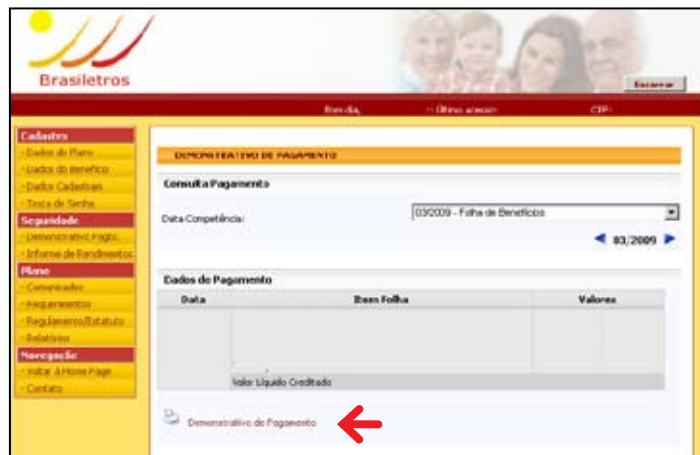 Brasiletros
Encerrar
Bom dia,
Último acesso:
CPF:
Cadastro
- Dados do Plano
- Dados do Benefício
- Dados Cadastrais
- Troca de Senha
Seguridade
- Demonstrativo Pagto.
- Informe de Rendimentos
Plano
- Comunicados
- Requerimentos
- Regulamento/Estatuto
- Relatórios
Navegação
- Voltar à Home Page
- Contato
DEMONSTRATIVO DE PAGAMENTO
Consulta Pagamento
Data Competência:
03/2009 - Folha de Benefícios
03/2009
Dados de Pagamento
Data Item Folha Valores
Valor Líquido Creditado
Demonstrativo de Pagamento